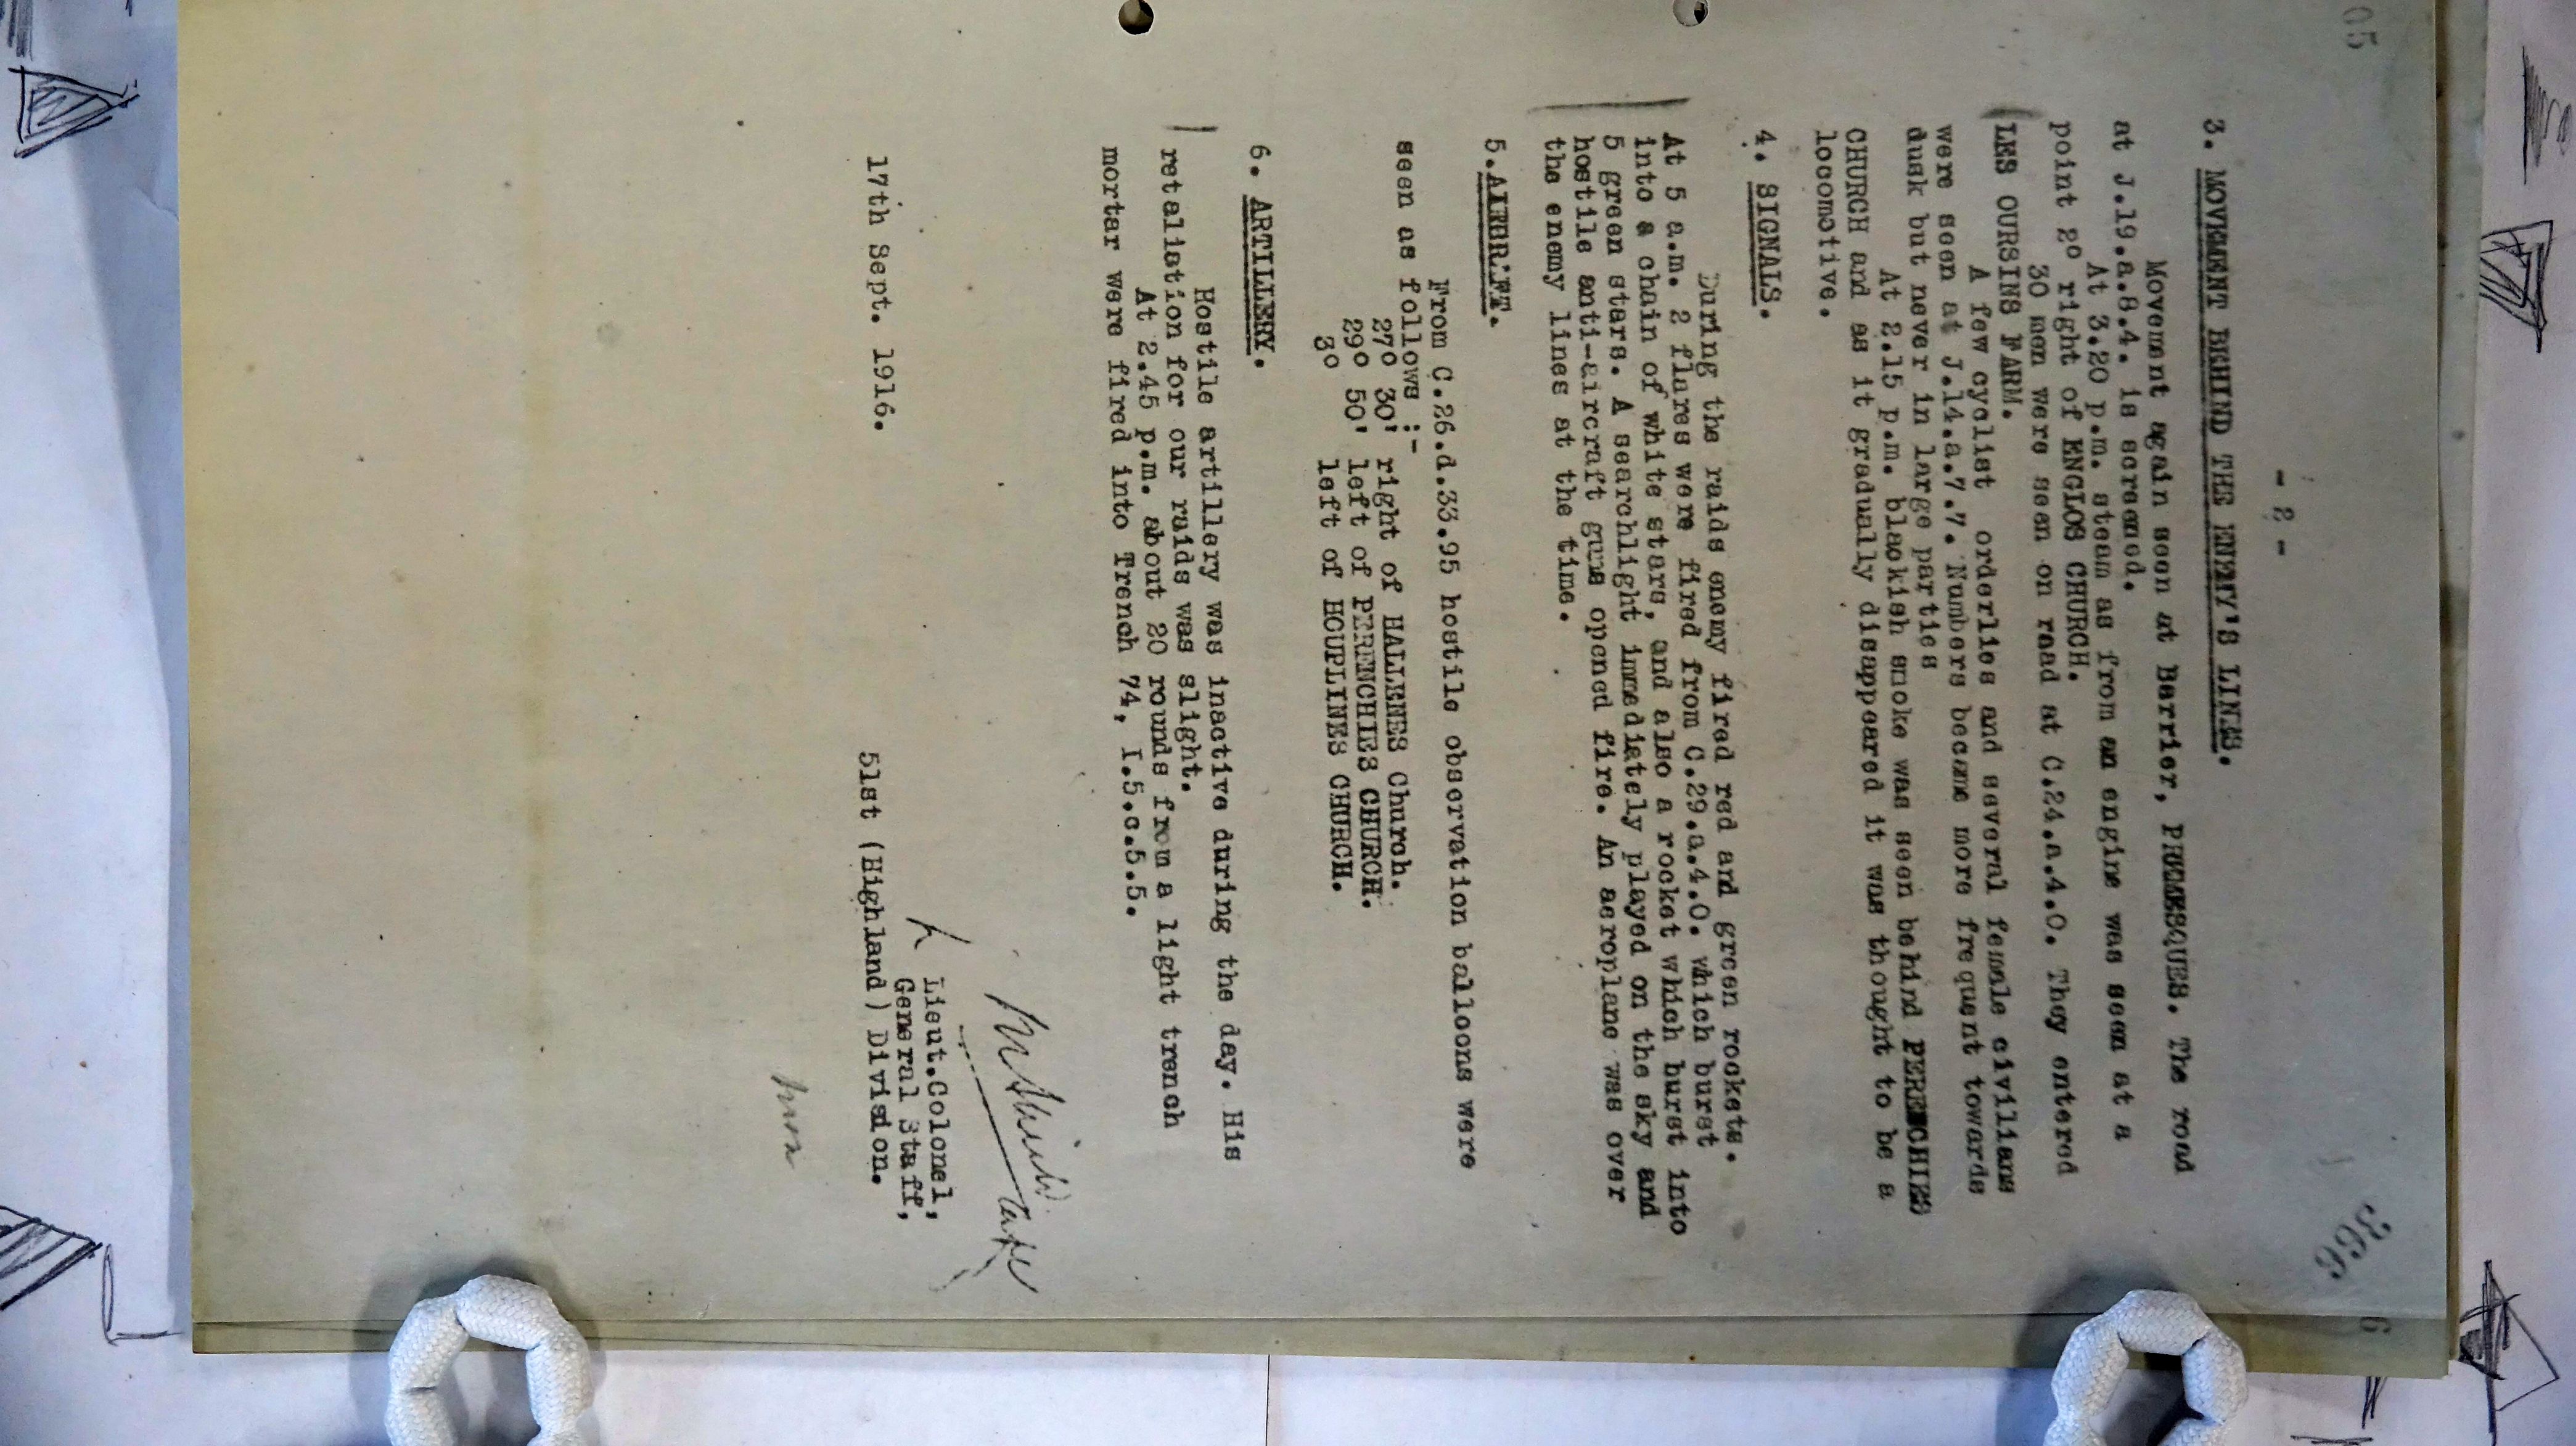 - 2 -
366
3. MOVEMENT BEHIND THE ENEMY'S LINES.
Movement again seen at Barrier, PREMESQUES. The road
at J.19.a.8.4. is screened.
At 3.20 p.m. steam as from an engine was seen at a
point 2º right of ENGLOS CHURCH.
30 men were seen on road at C.24.a.4.0. They entered
LES OURSINS FARM.
A few cyclist orderlies and several female civilians
were seen at J.14.a.7.7. Numbers become more frequent towards
dusk but never in large parties
At 2.15 p.m. blackish smoke was seen behind PERENCHIES
CHURCH and as it gradually disappeared it was thought to be a
locomotive.
4. SIGNALS.
During the raids enemy fired red and green rockets.
At 5 a.m. 2 flares were fired from C.29.a.4.0. which burst
into a chain of white stars, and also a rocket which burst into
5 green stars. A searchlight immediately played on the sky and
hostile anti-aircraft guns opened fire. An aeroplane was over
the enemy lines at the time.
5. AIRCRAFT.
From C.26.d.33.95 hostile observation balloons were
seen as follows :-
27º 30' right of HALLENES Church.
29º 50' left of PERENCHIES CHURCH.
3º left of HOUPLINES CHURCH.
6. ARTILLERY.
Hostile artillery was inactive during the day. His
retaliation for our raids was slight.
At 2.45 p.m. about 20 rounds from a light trench
mortar were fired into Trench 74, I.5.c.5.5.
Lieut.Colonel,
General Staff,
17th Sept. 1916. 51st (Highland) Division.